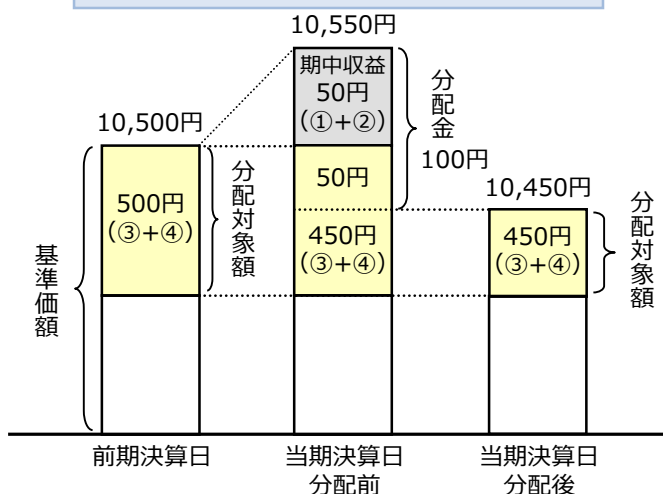 10,550円
期中収益
50円
(①+②)
分配金
10,500円
100円
50円
10,450円
500円
(③+④)
分配対象額
450円
(③+④)
450円
(③+④)
分配対象額
基準価額
前期決算日
当期決算日
分配前
当期決算日
分配後